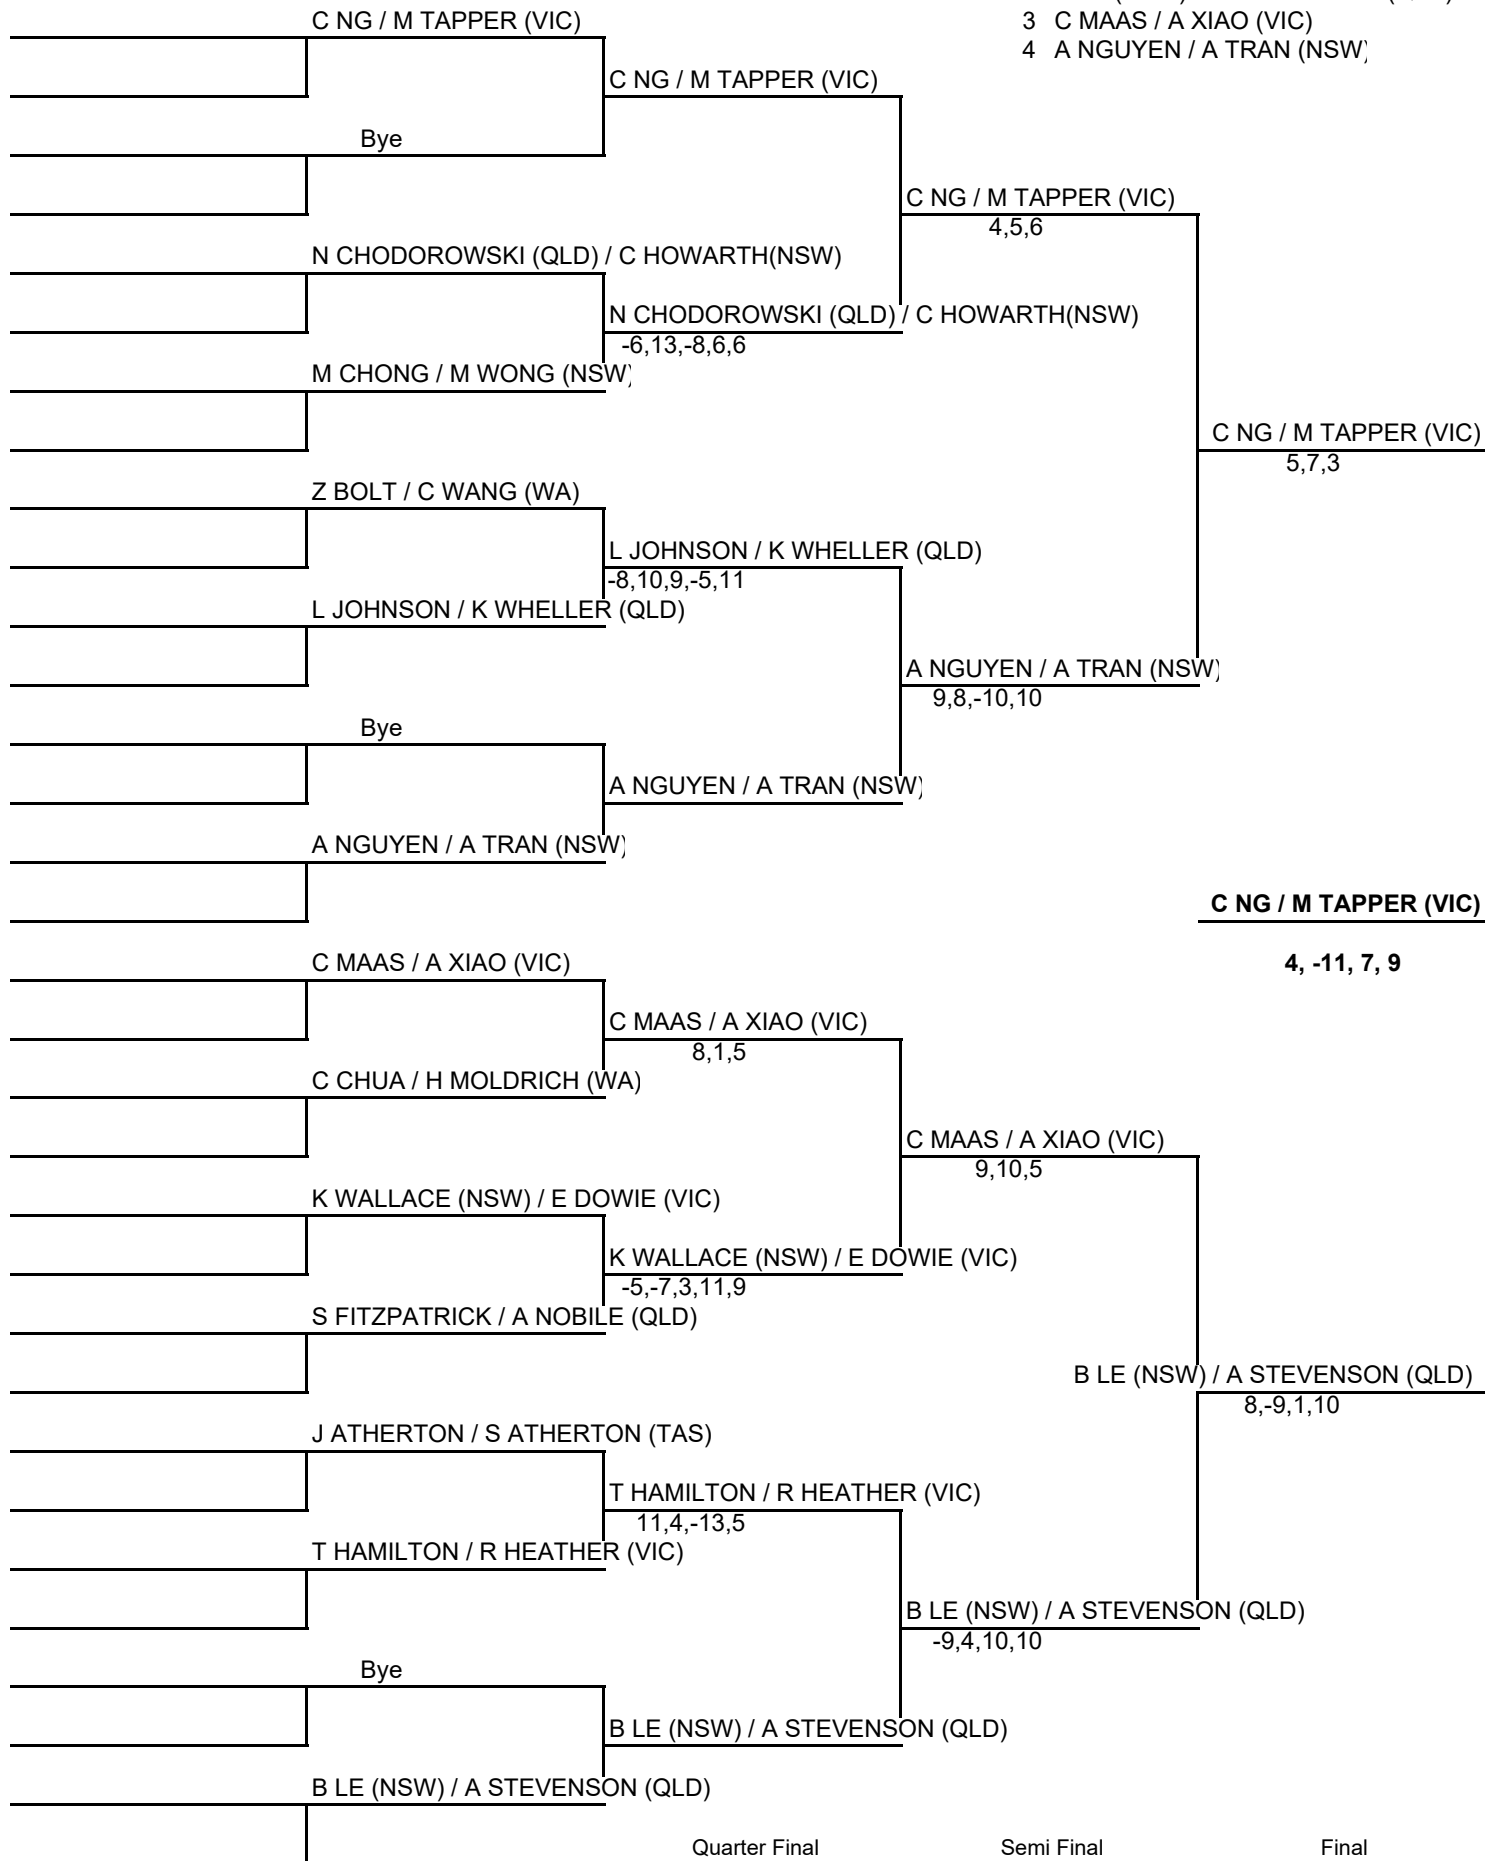 3 C MAAS / A XIAO (VIC)
4 A NGUYEN / A TRAN (NSW)
C NG / M TAPPER (VIC)
C NG / M TAPPER (VIC)
Bye
C NG / M TAPPER (VIC)
4,5,6
N CHODOROWSKI (QLD) / C HOWARTH(NSW)
N CHODOROWSKI (QLD) / C HOWARTH(NSW)
-6,13,-8,6,6
M CHONG / M WONG (NSW)
C NG / M TAPPER (VIC)
5,7,3
Z BOLT / C WANG (WA)
L JOHNSON / K WHELLER (QLD)
-8,10,9,-5,11
L JOHNSON / K WHELLER (QLD)
A NGUYEN / A TRAN (NSW)
9,8,-10,10
Bye
A NGUYEN / A TRAN (NSW)
A NGUYEN / A TRAN (NSW)
C NG / M TAPPER (VIC)
4, -11, 7, 9
C MAAS / A XIAO (VIC)
C MAAS / A XIAO (VIC)
8,1,5
C CHUA / H MOLDRICH (WA)
C MAAS / A XIAO (VIC)
9,10,5
K WALLACE (NSW) / E DOWIE (VIC)
K WALLACE (NSW) / E DOWIE (VIC)
-5,-7,3,11,9
S FITZPATRICK / A NOBILE (QLD)
B LE (NSW) / A STEVENSON (QLD)
8,-9,1,10
J ATHERTON / S ATHERTON (TAS)
T HAMILTON / R HEATHER (VIC)
11,4,-13,5
T HAMILTON / R HEATHER (VIC)
B LE (NSW) / A STEVENSON (QLD)
-9,4,10,10
Bye
B LE (NSW) / A STEVENSON (QLD)
B LE (NSW) / A STEVENSON (QLD)
Quarter Final Semi Final Final